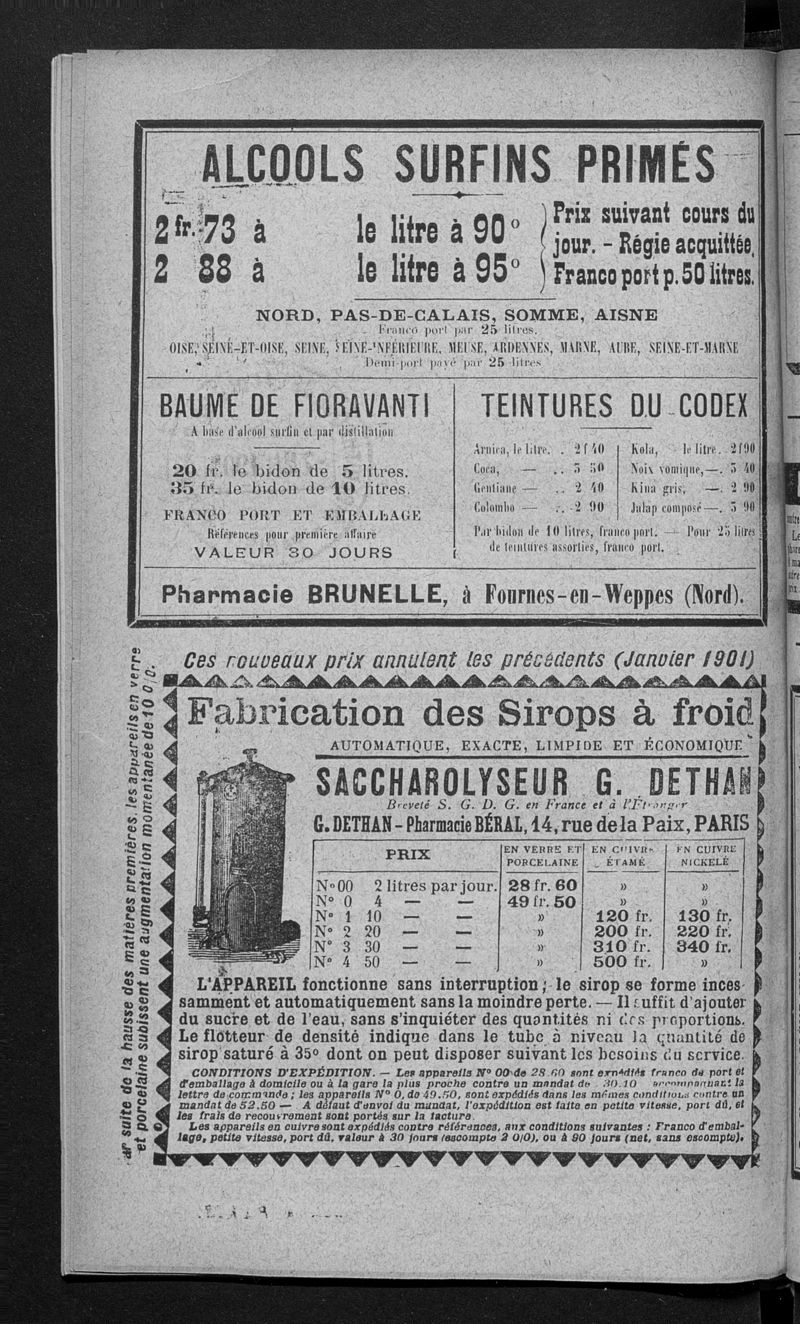 ALCOOLS SURFINS PRIMÉS
2 fr. 73 à le litre à 90°
2 88 à le litre à 95°
Prix suivant cours du
jour. - Régie acquittée,
Franco port p. 50 litres.
NORD, PAS-DE-CALAIS, SOMME, AISNE
Franco port par 25 litres.
OISE, SEINE-ET-OISE, SEINE, SEINE-INFÉRIEURE, MEUSE, ARDENNES, MARNE, AUBE, SEINE-ET-MARNE
Demi-port payé par 25 litres
BAUME DE FIORAVANTI
A base d'alcool surfin et par distillation
20 fr. le bidon de 5 litres.
35 fr. le bidon de 10 litres.
FRANCO PORT ET EMBALLAGE
Références pour première affaire
VALEUR 30 JOURS
TEINTURES DU CODEX
Arnica, le litre. . 2 f 40
Coca, — .. 3 50
Gentiane — .. 2 40
Colombo — .. 2 90
Kola, le litre. 2 f 90
Noix vomique, —. 3 40
Kina gris, —. 2 90
Jalap composé —. 3 90
Par bidon de 10 litres, franco port. — Pour 25 litres
de teintures assorties, franco port.
Pharmacie BRUNELLE, à Fournes-en-Weppes (Nord).
Ces nouveaux prix annulent les précédents (Janvier 1901)
ar suite de la hausse des matières premières, les appareils en verre
et porcelaine subissent une augmentation momentanée de 10 0/0.
Fabrication des Sirops à froid
AUTOMATIQUE, EXACTE, LIMPIDE ET ÉCONOMIQUE
SACCHAROLYSEUR G. DETHAN
Breveté S. G. D. G. en France et à l'Étranger
G. DETHAN - Pharmacie BÉRAL, 14, rue de la Paix, PARIS
PRIX EN VERRE ET PORCELAINE EN CUIVRE ÉTAMÉ EN CUIVRE NICKELÉ
N° 00 2 litres par jour. 28 fr. 60 » »
N° 0 4 — — 49 fr. 50 » »
N° 1 10 — — » 120 fr. 130 fr.
N° 2 20 — — » 200 fr. 220 fr.
N° 3 30 — — » 310 fr. 340 fr.
N° 4 50 — — » 500 fr. »
L'APPAREIL fonctionne sans interruption ; le sirop se forme inces
samment et automatiquement sans la moindre perte. — Il suffit d'ajouter
du sucre et de l'eau, sans s'inquiéter des quantités ni des proportions.
Le flotteur de densité indique dans le tube à niveau la quantité de
sirop saturé à 35° dont on peut disposer suivant les besoins du service.
CONDITIONS D'EXPÉDITION. — Les appareils N° 00 de 28.60 sont expédiés franco de port et
d'emballage à domicile ou à la gare la plus proche contre un mandat de 30.10 accompagnant la
lettre de commande ; les appareils N° 0, de 49.50, sont expédiés dans les mêmes conditions contre un
mandat de 52.50 — A défaut d'envoi du mandat, l'expédition est faite en petite vitesse, port dû, et
les frais de recouvrement sont portés sur la facture.
Les appareils en cuivre sont expédiés contre références, aux conditions suivantes : Franco d'embal-
lage, petite vitesse, port dû, valeur à 30 jours (escompte 2 0/0), ou à 90 jours (net, sans escompte).